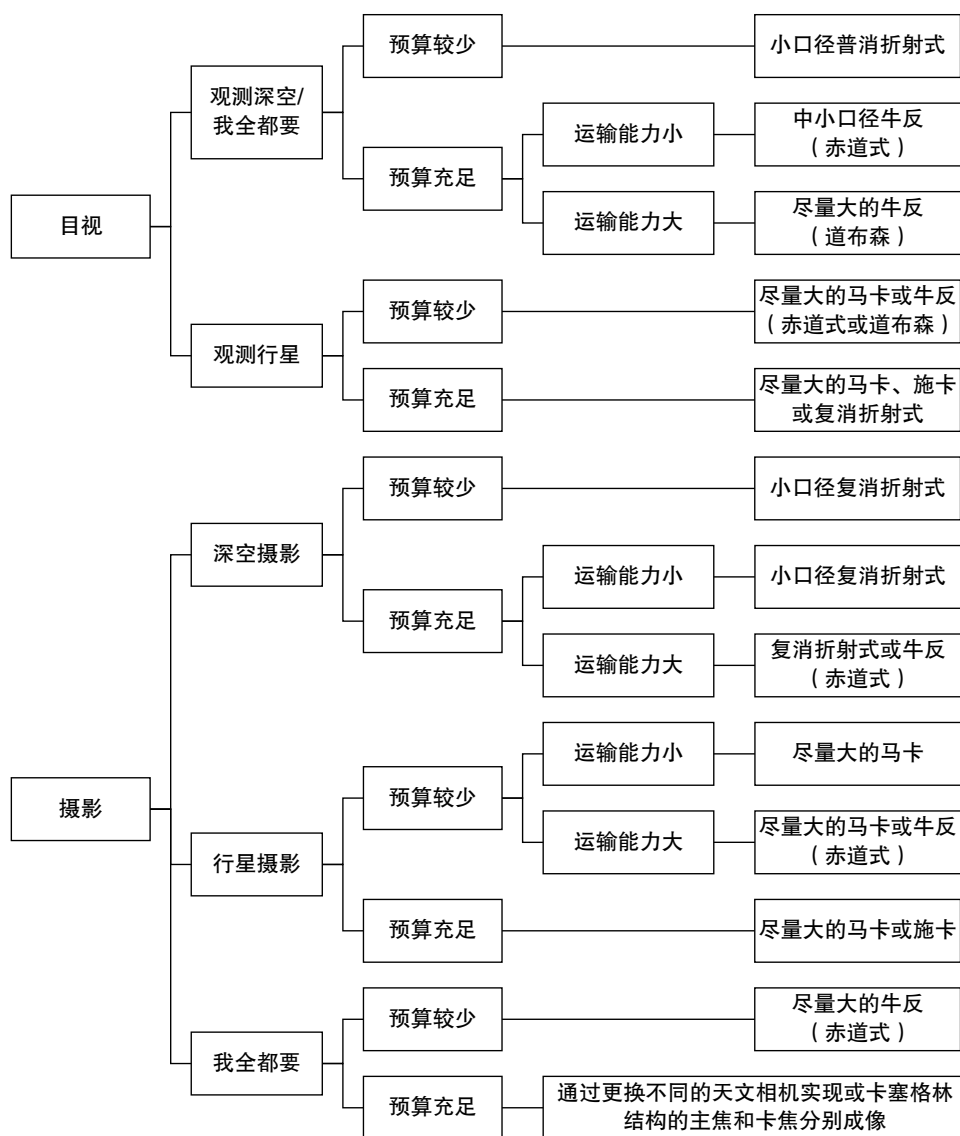 目视
观测深空/
我全都要
预算较少
小口径普消折射式
预算充足
运输能力小
中小口径牛反
（赤道式）
运输能力大
尽量大的牛反
（道布森）
观测行星
预算较少
尽量大的马卡或牛反
（赤道式或道布森）
预算充足
尽量大的马卡、施卡
或复消折射式
摄影
深空摄影
预算较少
小口径复消折射式
预算充足
运输能力小
小口径复消折射式
运输能力大
复消折射式或牛反
（赤道式）
行星摄影
预算较少
运输能力小
尽量大的马卡
运输能力大
尽量大的马卡或牛反
（赤道式）
预算充足
尽量大的马卡或施卡
我全都要
预算较少
尽量大的牛反
（赤道式）
预算充足
通过更换不同的天文相机实现或卡塞格林
结构的主焦和卡焦分别成像